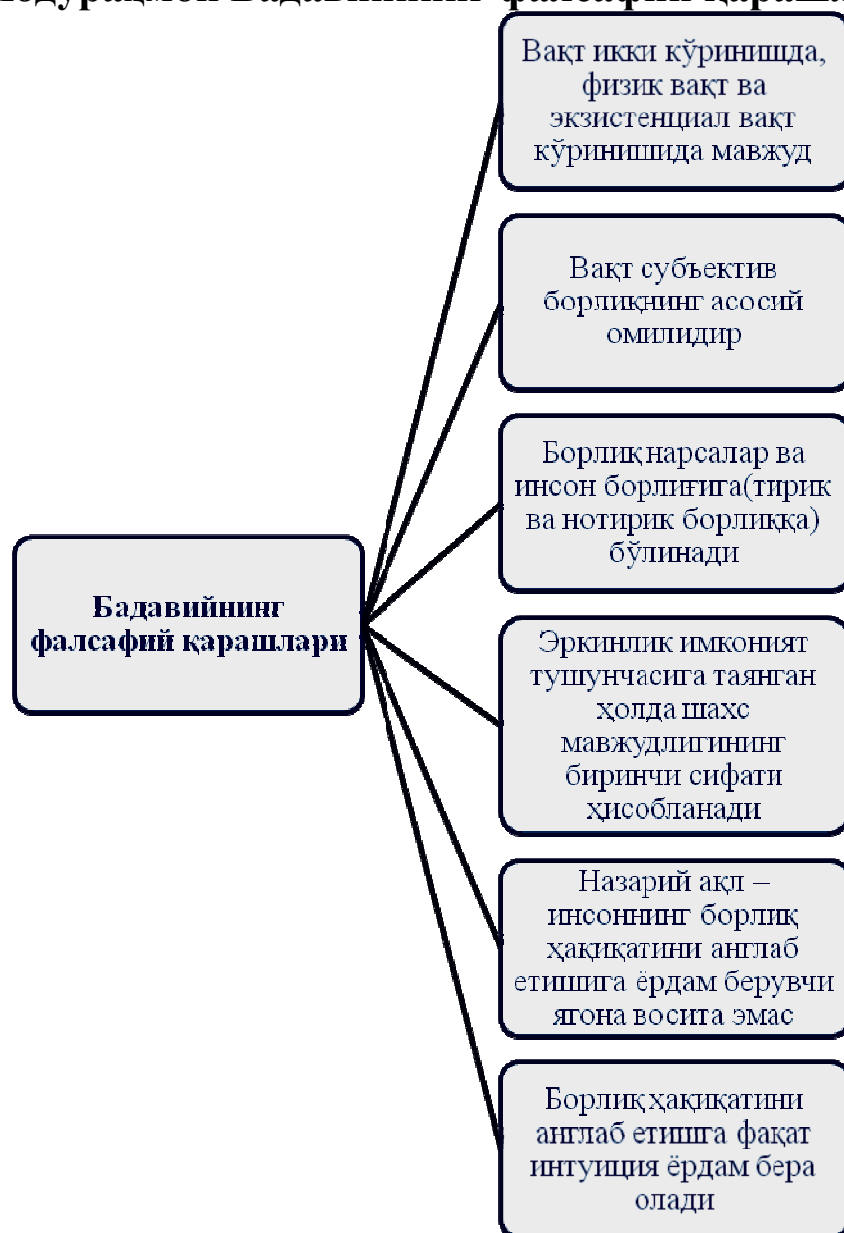 Бадавийнинг фалсафий қараш
Вақт икки кўринишда,
физик вақт ва
экзистенциал вақт
кўринишида мавжуд
Вақт субъектив
борлиқнинг асосий
омилидир
Борлиқ нарсалар ва
инсон борлиғига(тирик
ва нотирик борлиққа)
бўлинади
Бадавийнинг
фалсафий қарашлари
Эркинлик имконият
тушунчасига таянган
ҳолда шахс
мавжудлигининг
биринчи сифати
ҳисобланади
Назарий ақл –
инсоннинг борлиқ
ҳақиқатини англаб
етишига ёрдам берувчи
ягона восита эмас
Борлиқ ҳақиқатини
англаб етишга фақат
интуиция ёрдам бера
олади